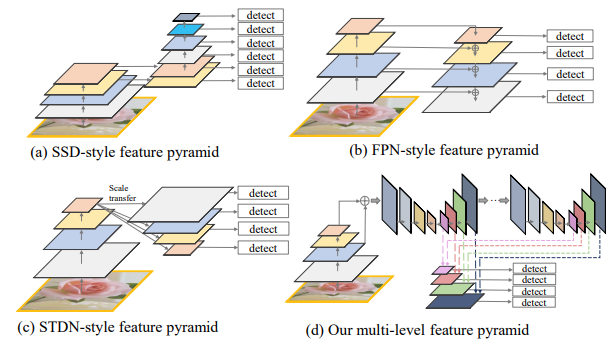 detect
detect
detect
detect
detect
detect
(a) SSD-style feature pyramid
detect
detect
detect
detect
(b) FPN-style feature pyramid
Scale
transfer
detect
detect
detect
detect
(c) STDN-style feature pyramid
...
detect
detect
detect
detect
(d) Our multi-level feature pyramid